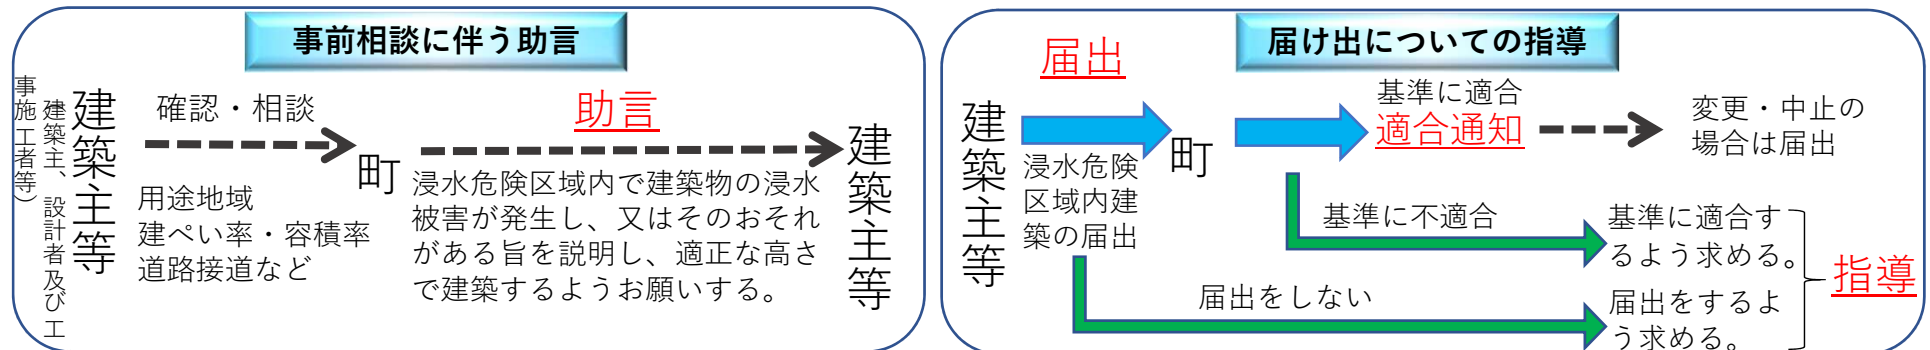 事前相談に伴う助言
建築主等
建築主、設計者及び工
事施工者等）
確認・相談
用途地域
建ぺい率・容積率
道路接道など
町
助言
浸水危険区域内で建築物の浸水
被害が発生し、又はそのおそれ
がある旨を説明し、適正な高さ
で建築するようお願いする。
建築主等
届け出についての指導
建築主等
届出
浸水危険
区域内建
築の届出
町
基準に適合
適合通知
変更・中止の
場合は届出
基準に不適合
基準に適合す
るよう求める。
届出をしない
届出をするよ
う求める。
指導